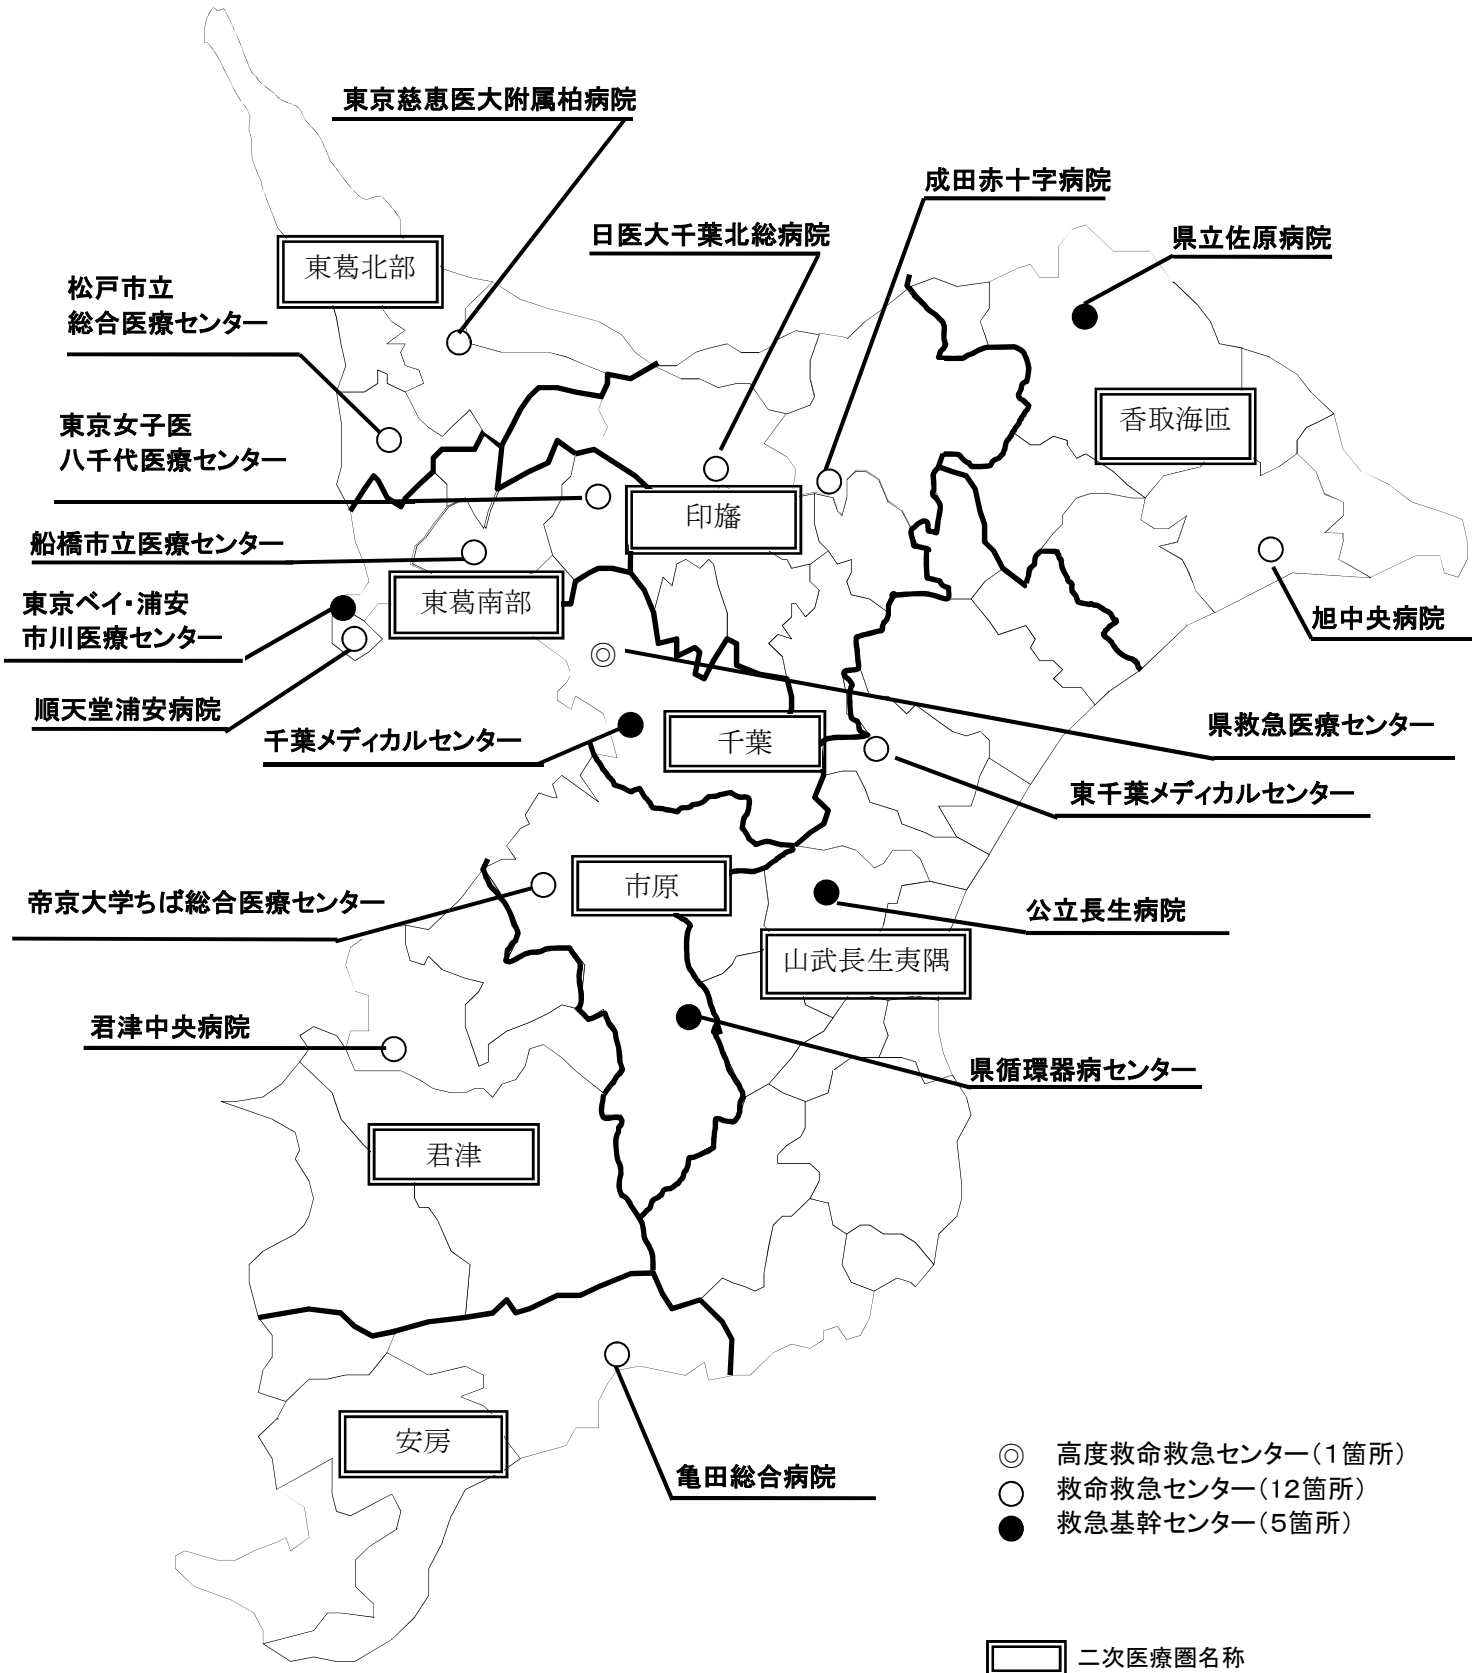 東京慈恵医大附属柏病院
成田赤十字病院
日医大千葉北総病院
県立佐原病院
東葛北部
松戸市立
総合医療センター
香取海匝
東京女子医
八千代医療センター
印旛
船橋市立医療センター
東京ベイ・浦安
市川医療センター
東葛南部
旭中央病院
順天堂浦安病院
千葉メディカルセンター
千葉
県救急医療センター
東千葉メディカルセンター
市原
帝京大学ちば総合医療センター
公立長生病院
山武長生夷隅
君津中央病院
県循環器病センター
君津
安房
亀田総合病院
◎ 高度救命救急センター（１箇所）
○ 救命救急センター（１２箇所）
● 救急基幹センター（５箇所）
二次医療圏名称